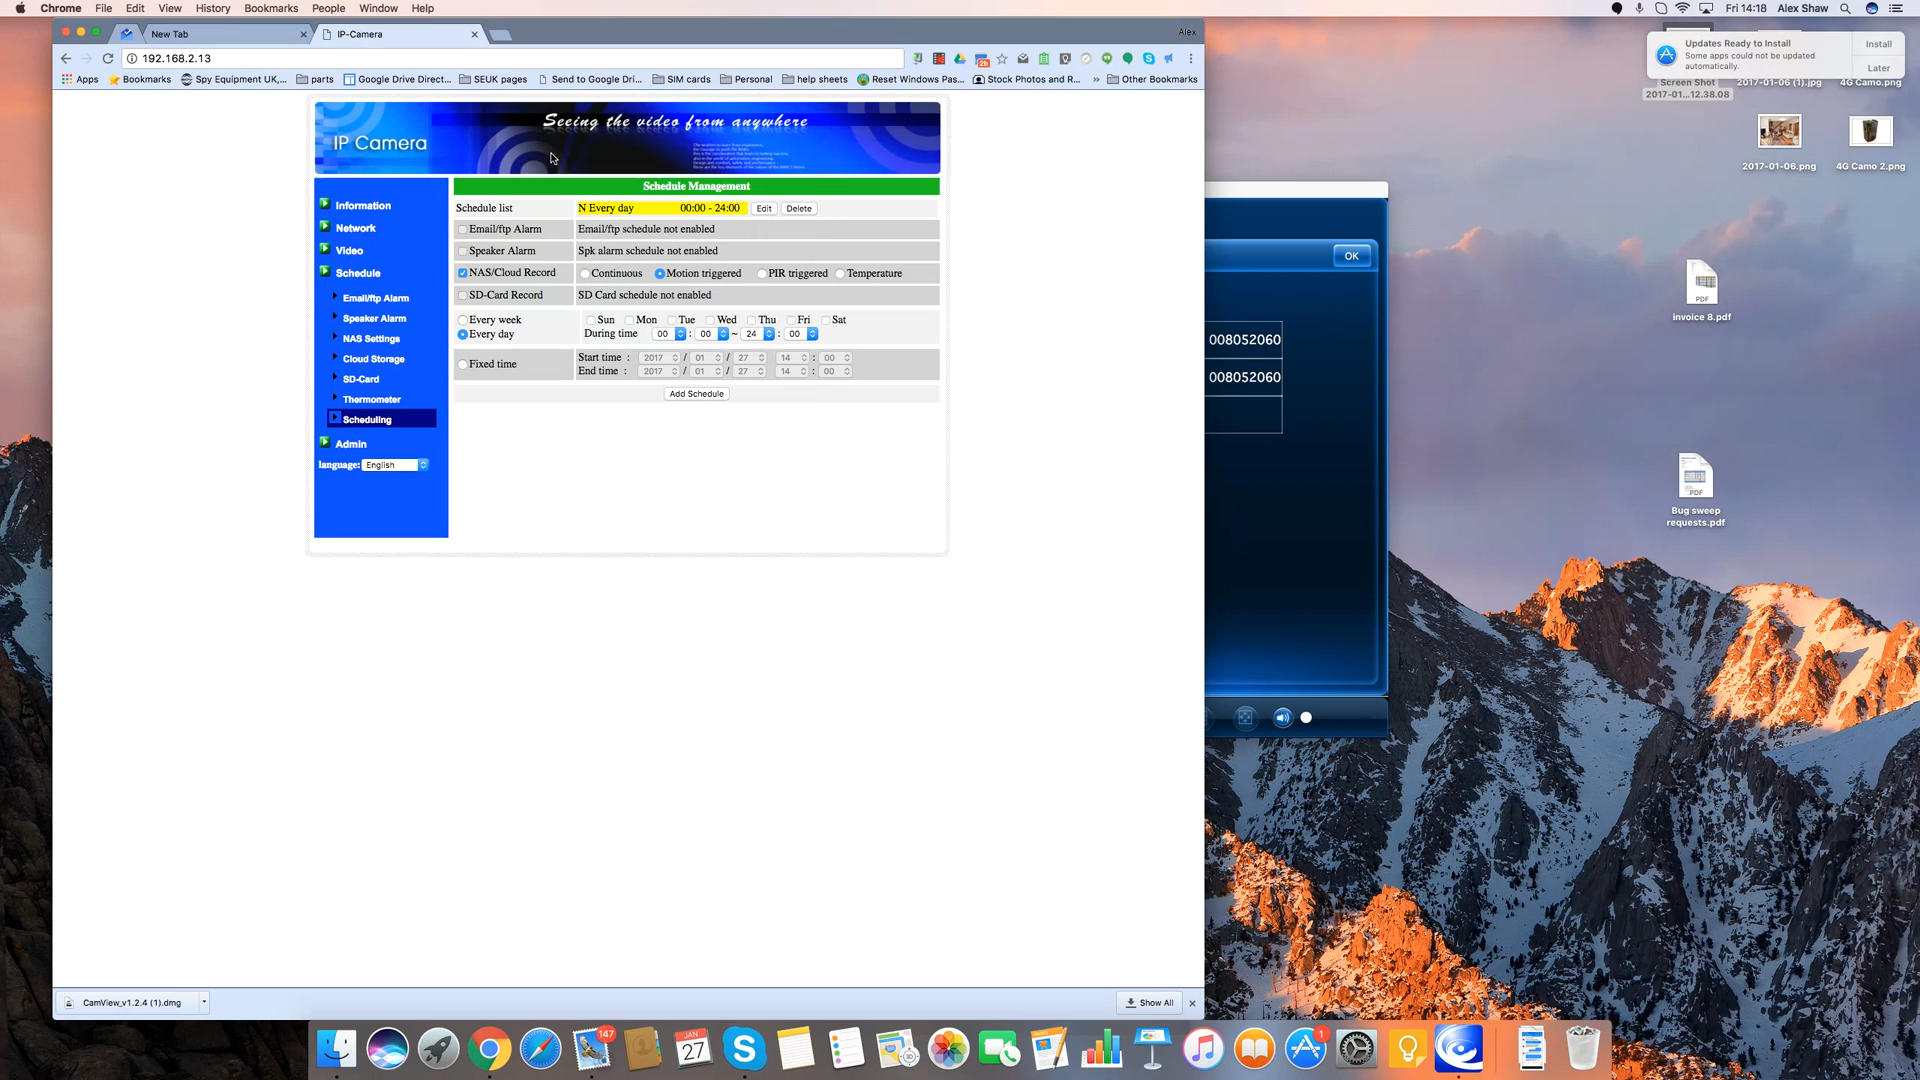 Chrome File Edit View History Bookmarks People Window Help
Fri 14:18 Alex Shaw
New Tab
IP-Camera
Alex
192.168.2.13
2h
Apps Bookmarks Spy Equipment UK,... parts Google Drive Direct... SEUK pages Send to Google Dri... SIM cards Personal help sheets Reset Windows Pas... Stock Photos and R... » Other Bookmarks
Updates Ready to Install
Some apps could not be updated
automatically.
Install
Later
Screen Shot
2017-01...12.38.08
2017-01-06 (1).jpg
4G Camo.png
2017-01-06.png
4G Camo 2.png
PDF
invoice 8.pdf
PDF
Bug sweep
requests.pdf
IP Camera
Seeing the video from anywhere
Information
Network
Video
Schedule
Email/ftp Alarm
Speaker Alarm
NAS Settings
Cloud Storage
SD-Card
Thermometer
Scheduling
Admin
language: English
Schedule Management
Schedule list N Every day 00:00 - 24:00 Edit Delete
Email/ftp Alarm Email/ftp schedule not enabled
Speaker Alarm Spk alarm schedule not enabled
NAS/Cloud Record Continuous Motion triggered PIR triggered Temperature
SD-Card Record SD Card schedule not enabled
Every week Sun Mon Tue Wed Thu Fri Sat
Every day During time 00 : 00 ~ 24 : 00
Fixed time
Start time : 2017 / 01 / 27 14 : 00
End time : 2017 / 01 / 27 14 : 00
Add Schedule
OK
008052060
008052060
CamView_v1.2.4 (1).dmg
Show All
147
JAN
27
1